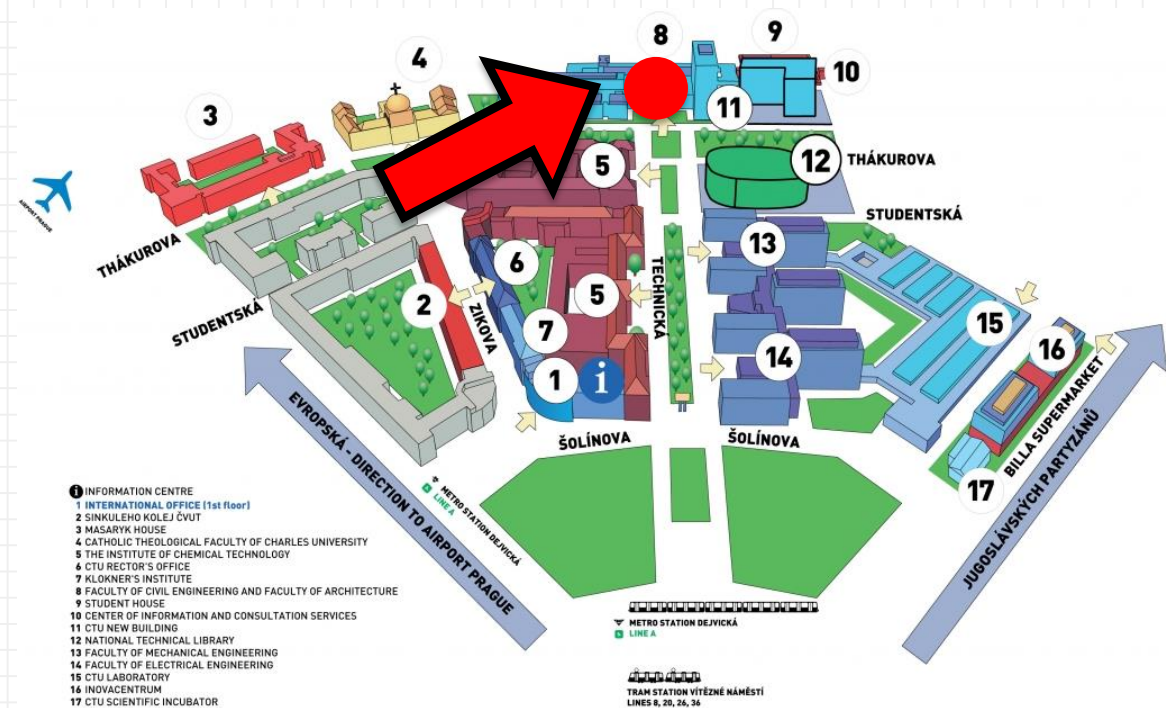 8
9
4
10
3
11
5
12
THÁKUROVA
AIRPORT PRAGUE
STUDENTSKÁ
THÁKUROVA
13
6
2
ZIKOVA
5
TECHNICKÁ
STUDENTSKÁ
15
7
14
16
1
i
BILLA SUPERMARKET
EVROPSKÁ - DIRECTION TO AIRPORT PRAGUE
ŠOLÍNOVA
ŠOLÍNOVA
17
JUGOSLÁVSKÝCH PARTYZÁNŮ
METRO STATION DEJVICKÁ
A LINE A
i INFORMATION CENTRE
1 INTERNATIONAL OFFICE (1st floor)
2 SINKULEHO KOLEJ ČVUT
3 MASARYK HOUSE
4 CATHOLIC THEOLOGICAL FACULTY OF CHARLES UNIVERSITY
5 THE INSTITUTE OF CHEMICAL TECHNOLOGY
6 CTU RECTOR'S OFFICE
7 KLOKNER'S INSTITUTE
8 FACULTY OF CIVIL ENGINEERING AND FACULTY OF ARCHITECTURE
9 STUDENT HOUSE
10 CENTER OF INFORMATION AND CONSULTATION SERVICES
11 CTU NEW BUILDING
12 NATIONAL TECHNICAL LIBRARY
13 FACULTY OF MECHANICAL ENGINEERING
14 FACULTY OF ELECTRICAL ENGINEERING
15 CTU LABORATORY
16 INOVACENTRUM
17 CTU SCIENTIFIC INCUBATOR
METRO STATION DEJVICKÁ
LINE A
TRAM STATION VÍTĚZNÉ NÁMĚSTÍ
LINES 8, 20, 26, 36